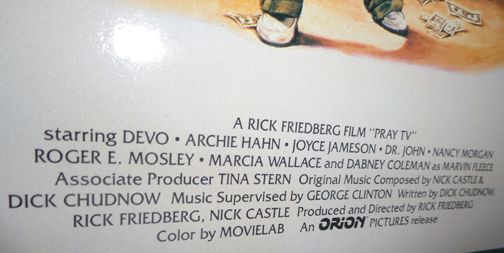 A RICK FRIEDBERG FILM "PRAY TV"
starring DEVO • ARCHIE HAHN • JOYCE JAMESON • DR. JOHN • NANCY MORGAN
ROGER E. MOSLEY • MARCIA WALLACE and DABNEY COLEMAN as MARVIN FLEECE
Associate Producer TINA STERN Original Music Composed by NICK CASTLE &
DICK CHUDNOW Music Supervised by GEORGE CLINTON Written by DICK CHUDNOW,
RICK FRIEDBERG, NICK CASTLE Produced and Directed by RICK FRIEDBERG
Color by MOVIELAB An ORION PICTURES release